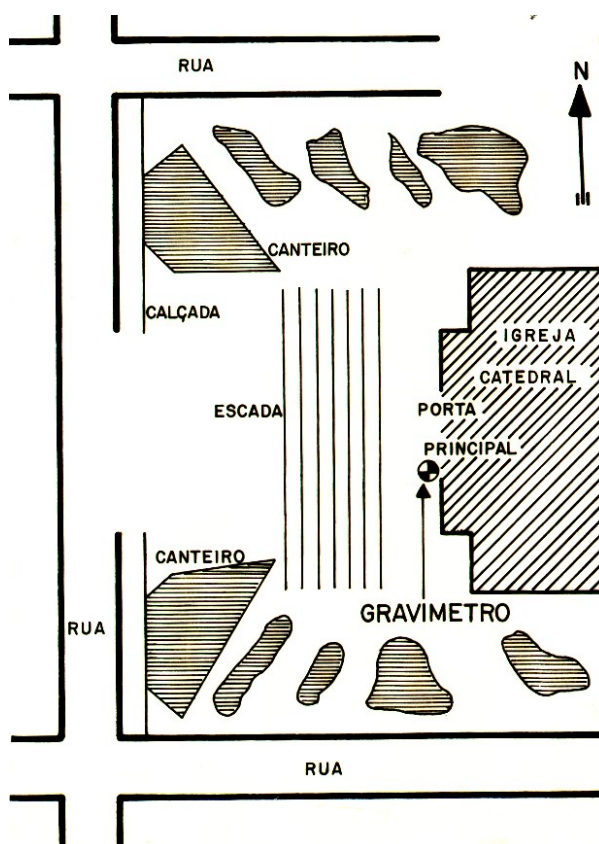 RUA
N
CANTEIRO
CALÇADA
IGREJA
CATEDRAL
ESCADA
PORTA
PRINCIPAL
CANTEIRO
GRAVIMETRO
RUA
RUA